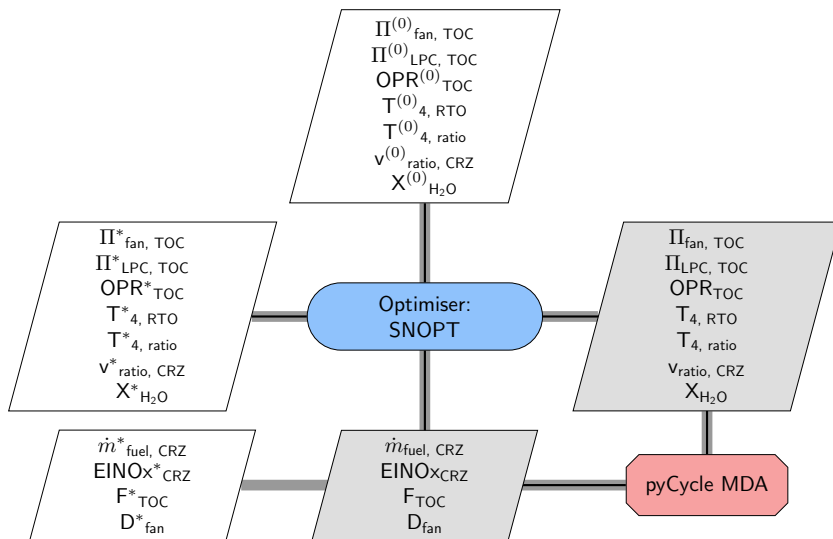 Π(0)fan, TOC
Π(0)LPC, TOC
OPR(0)TOC
T(0)4, RTO
T(0)4, ratio
v(0)ratio, CRZ
X(0)H₂O
Π*fan, TOC
Π*LPC, TOC
OPR*TOC
T*4, RTO
T*4, ratio
v*ratio, CRZ
X*H₂O
Optimiser:
SNOPT
Πfan, TOC
ΠLPC, TOC
OPRTOC
T4, RTO
T4, ratio
vratio, CRZ
XH₂O
ṁ*fuel, CRZ
EINOx*CRZ
F*TOC
D*fan
ṁfuel, CRZ
EINOxCRZ
FTOC
Dfan
pyCycle MDA